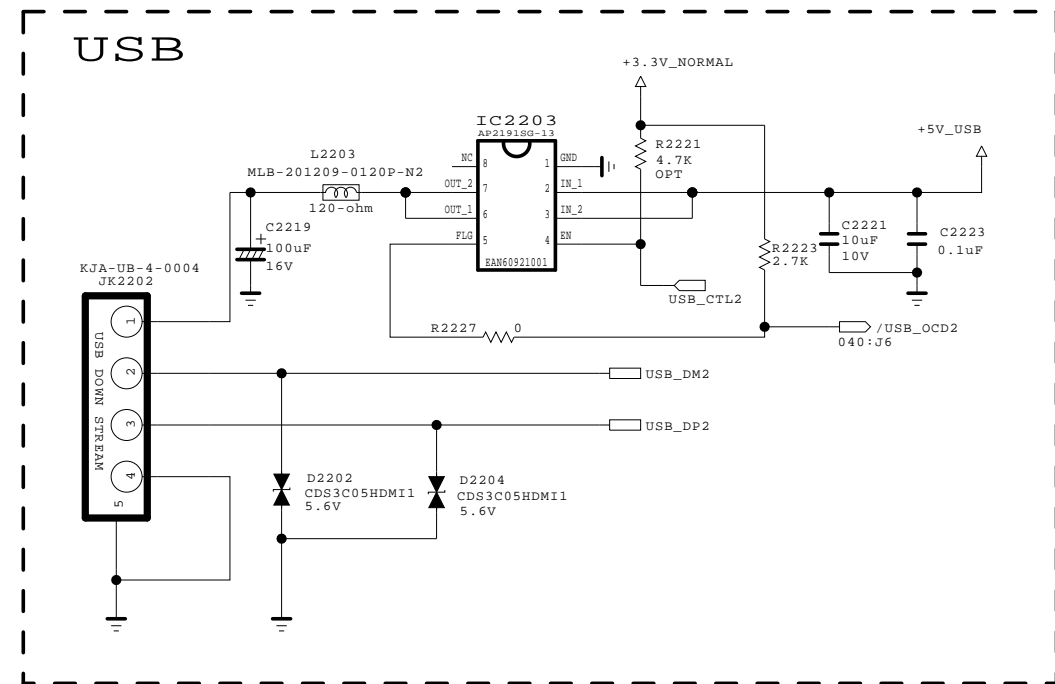 USB
+3.3V_NORMAL
IC2203
AP2191SG-13
+5V_USB
L2203
MLB-201209-0120P-N2
120-ohm
R2221
4.7K
OPT
NC
8
1
GND
OUT_2
7
2
IN_1
OUT_1
6
3
IN_2
FLG
5
4
EN
EAN60921001
C2219
+
100uF
16V
R2223
2.7K
C2221
10uF
10V
C2223
0.1uF
KJA-UB-4-0004
JK2202
USB_CTL2
R2227
0
/USB_OCD2
040:J6
1
2
3
4
5
USB DOWN STREAM
USB_DM2
USB_DP2
D2202
CDS3C05HDMI1
5.6V
D2204
CDS3C05HDMI1
5.6V